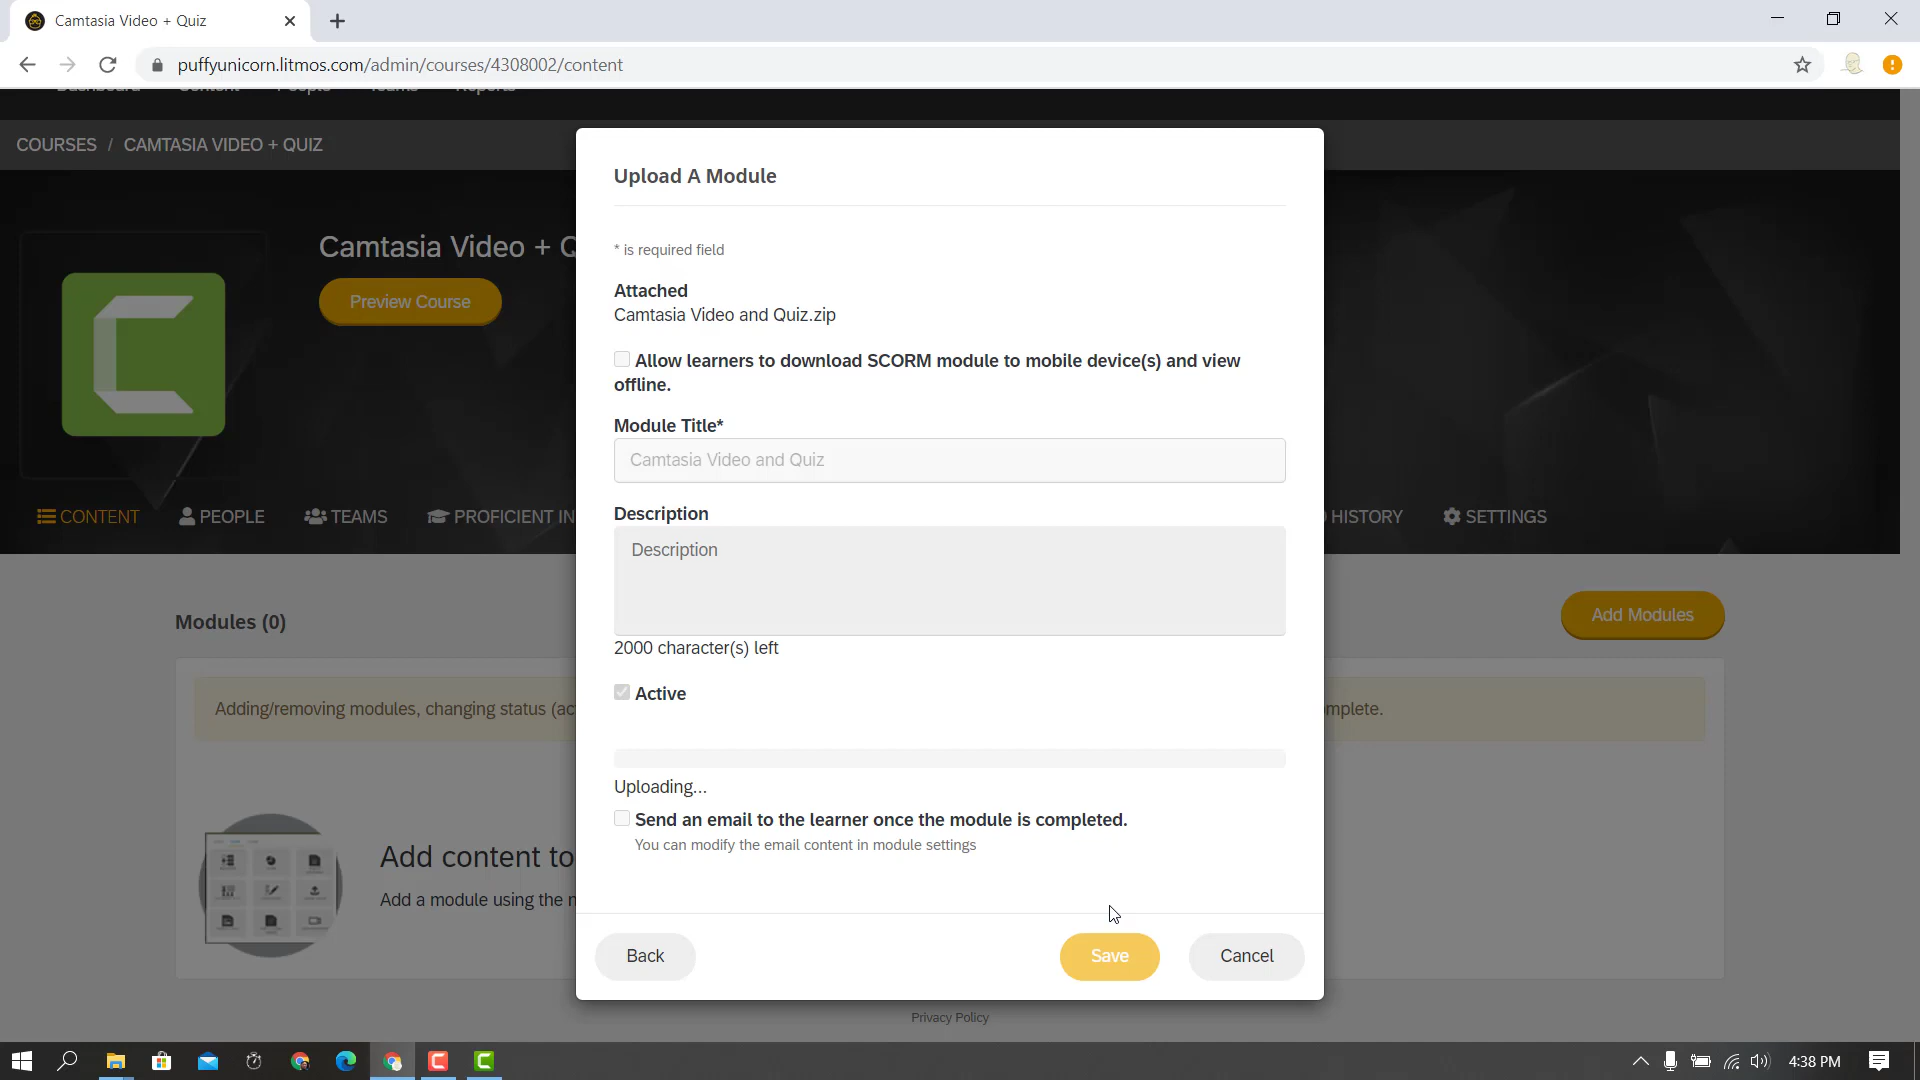 Camtasia Video + Quiz
puffyunicorn.litmos.com/admin/courses/4308002/content
Dashboard Content People Teams Reports
COURSES / CAMTASIA VIDEO + QUIZ
Camtasia Video + Q
Preview Course
CONTENT
PEOPLE
TEAMS
PROFICIENT IN
HISTORY
SETTINGS
Upload A Module
* is required field
Attached
Camtasia Video and Quiz.zip
Allow learners to download SCORM module to mobile device(s) and view
offline.
Module Title*
Camtasia Video and Quiz
Description
Description
2000 character(s) left
Active
Uploading...
Send an email to the learner once the module is completed.
You can modify the email content in module settings
Back
Save
Cancel
Modules (0)
Add Modules
Adding/removing modules, changing status (ac
mplete.
Add content to
Add a module using the
Privacy Policy
4:38 PM